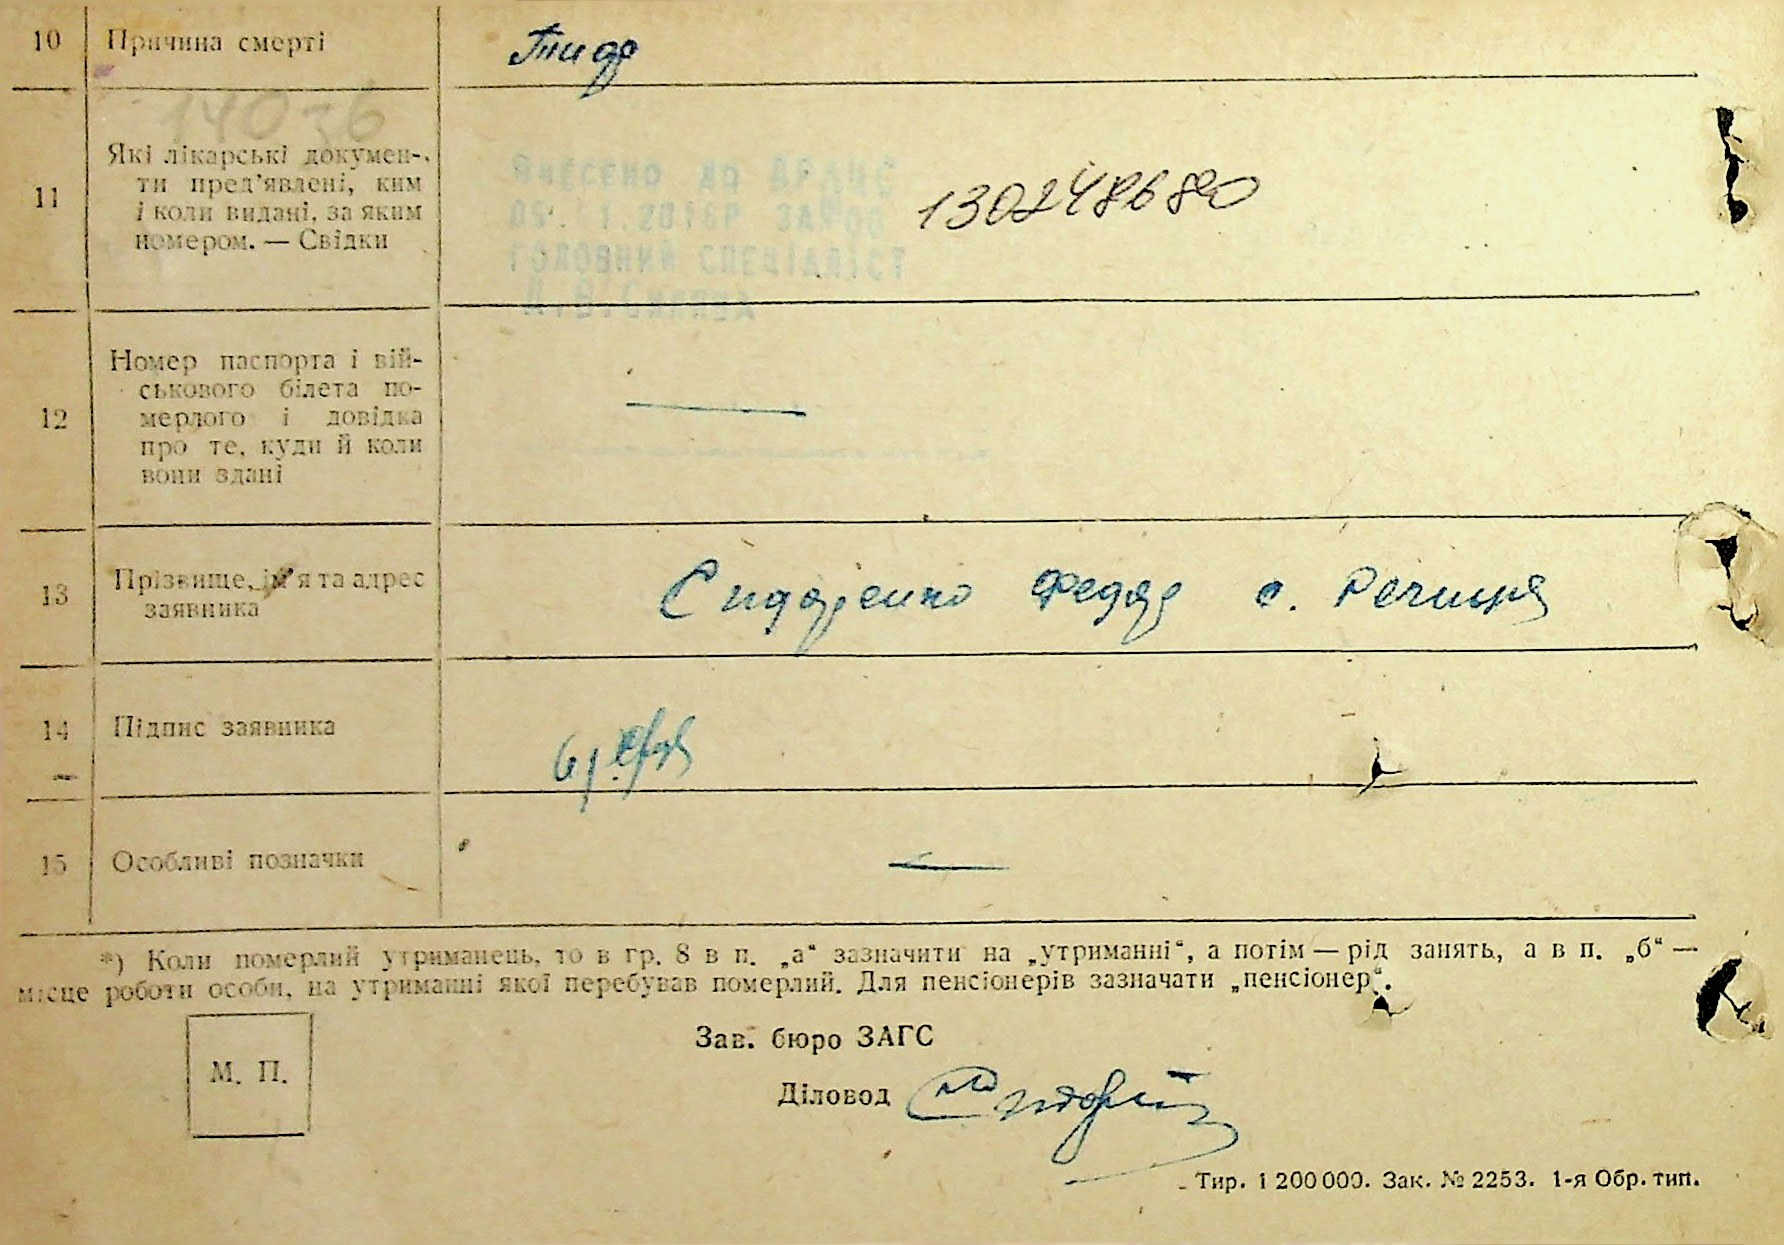 10 Причина смерті
14036
11 Які лікарські докумен-
ти пред’явлені, ким
і коли видані, за яким
номером. — Свідки
Внесено до ДРАЦС
ГОЛОВНИЙ СПЕЦІАЛІСТ
130248680
12 Номер паспорта і вій-
ськового білета по-
мерлого і довідка
про те, куди й коли
вони здані
13 Прізвище, ім’я та адрес
заявника
Сидоренко Федор с. Речиця
14 Підпис заявника
15 Особливі позначки
*) Коли померлий утриманець, то в гр. 8 в п. „а“ зазначити на „утриманні“, а потім — рід занять, а в п. „б“ —
місце роботи особи, на утриманні якої перебував померлий. Для пенсіонерів зазначати „пенсіонер“.
М. П.
Зав. бюро ЗАГС
Діловод
Тир. 1 200 000. Зак. № 2253. 1-я Обр. тип.